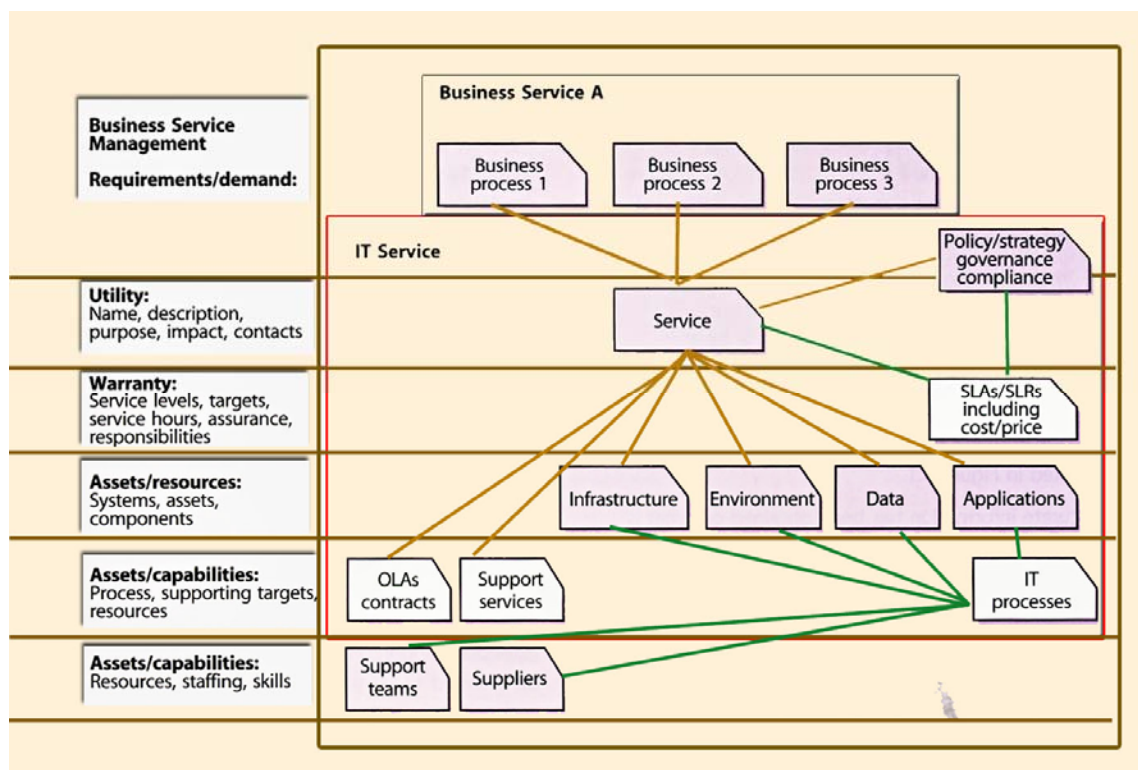 Business Service A
Business Service
Management
Requirements/demand:
Business
process 1
Business
process 2
Business
process 3
IT Service
Policy/strategy
governance
compliance
Utility:
Name, description,
purpose, impact, contacts
Service
Warranty:
Service levels, targets,
service hours, assurance,
responsibilities
SLAs/SLRs
including
cost/price
Assets/resources:
Systems, assets,
components
Infrastructure
Environment
Data
Applications
Assets/capabilities:
Process, supporting targets,
resources
OLAs
contracts
Support
services
IT
processes
Assets/capabilities:
Resources, staffing, skills
Support
teams
Suppliers